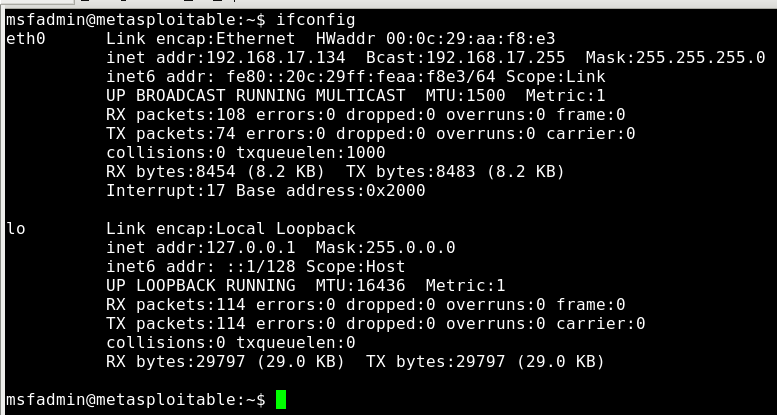 msfadmin@metasploitable:~$ ifconfig
eth0      Link encap:Ethernet  HWaddr 00:0c:29:aa:f8:e3
          inet addr:192.168.17.134  Bcast:192.168.17.255  Mask:255.255.255.0
          inet6 addr: fe80::20c:29ff:feaa:f8e3/64 Scope:Link
          UP BROADCAST RUNNING MULTICAST  MTU:1500  Metric:1
          RX packets:108 errors:0 dropped:0 overruns:0 frame:0
          TX packets:74 errors:0 dropped:0 overruns:0 carrier:0
          collisions:0 txqueuelen:1000
          RX bytes:8454 (8.2 KB)  TX bytes:8483 (8.2 KB)
          Interrupt:17 Base address:0x2000

lo        Link encap:Local Loopback
          inet addr:127.0.0.1  Mask:255.0.0.0
          inet6 addr: ::1/128 Scope:Host
          UP LOOPBACK RUNNING  MTU:16436  Metric:1
          RX packets:114 errors:0 dropped:0 overruns:0 frame:0
          TX packets:114 errors:0 dropped:0 overruns:0 carrier:0
          collisions:0 txqueuelen:0
          RX bytes:29797 (29.0 KB)  TX bytes:29797 (29.0 KB)

msfadmin@metasploitable:~$